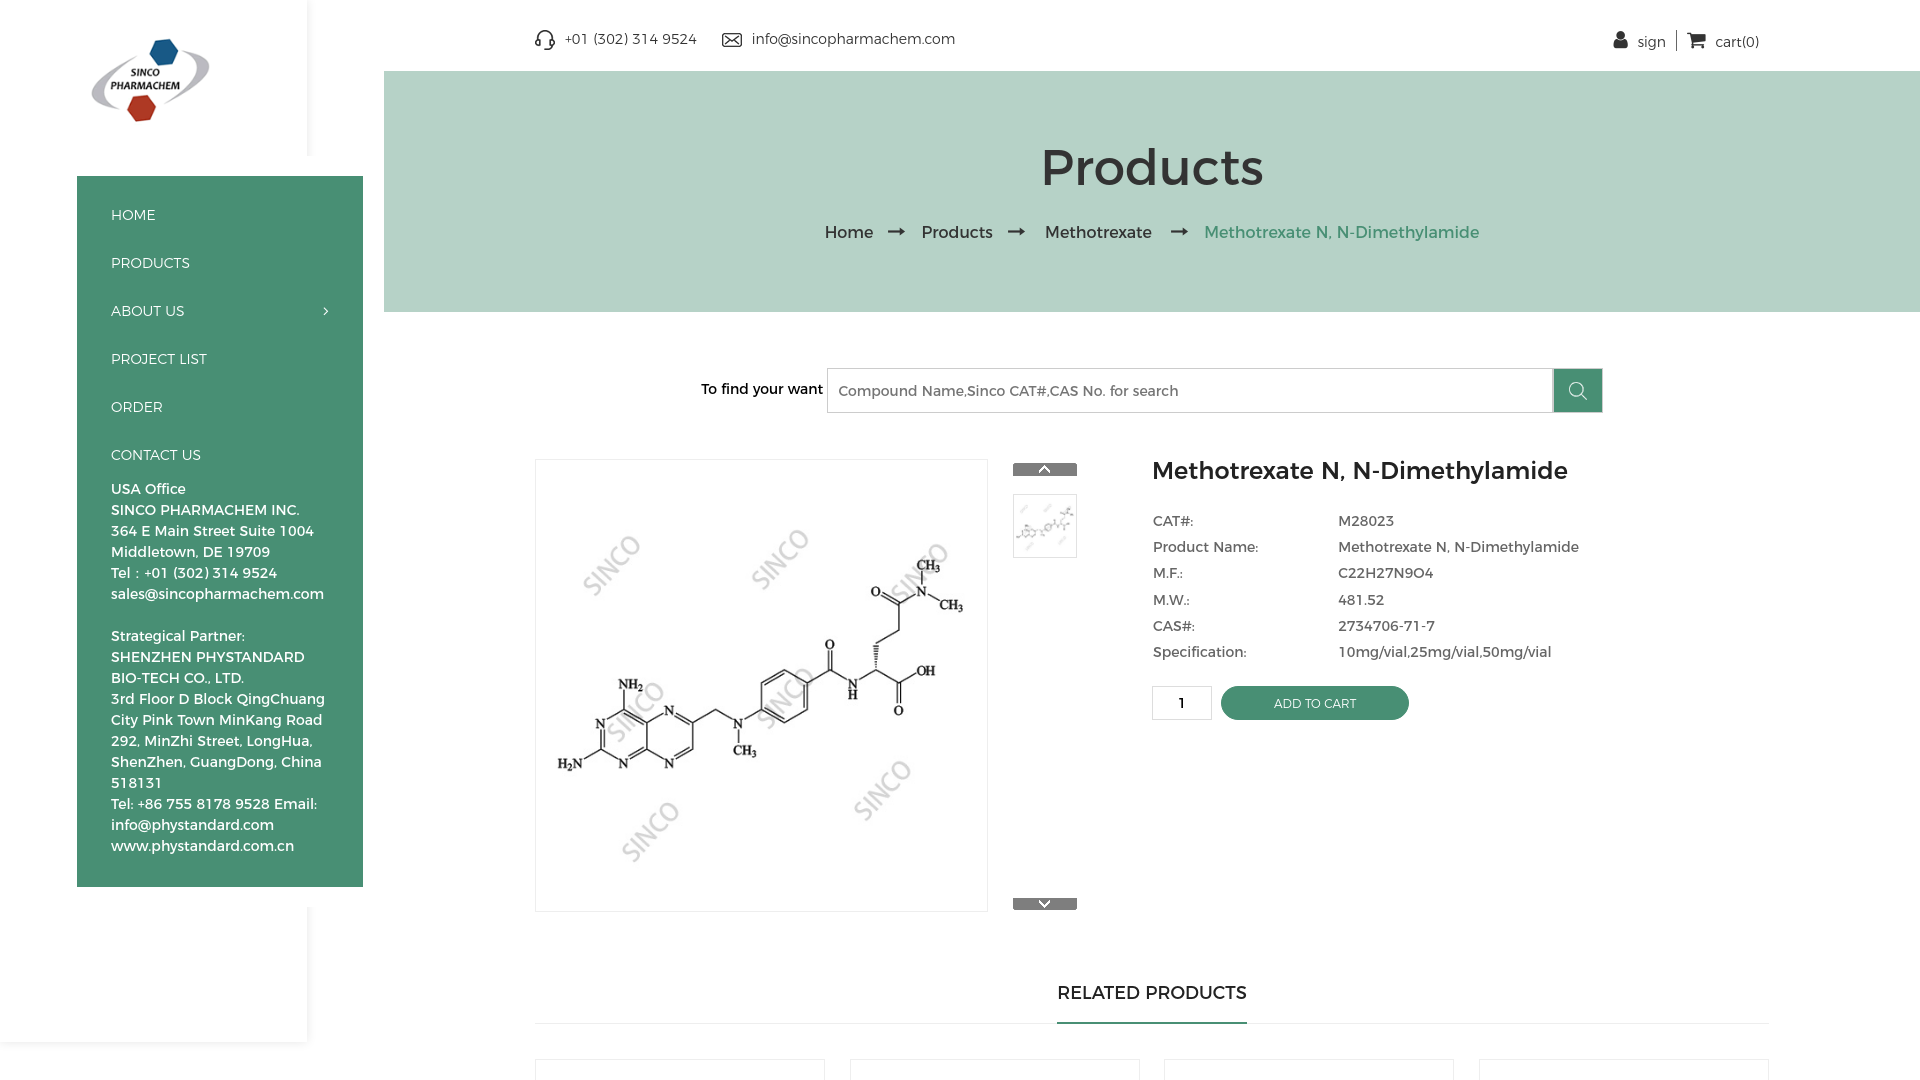 SINCO
PHARMACHEM
HOME
PRODUCTS
ABOUT US
PROJECT LIST
ORDER
CONTACT US
USA Office
SINCO PHARMACHEM INC.
364 E Main Street Suite 1004
Middletown, DE 19709
Tel : +01 (302) 314 9524
sales@sincopharmachem.com
Strategical Partner:
SHENZHEN PHYSTANDARD
BIO-TECH CO., LTD.
3rd Floor D Block QingChuang
City Pink Town MinKang Road
292, MinZhi Street, LongHua,
ShenZhen, GuangDong, China
518131
Tel: +86 755 8178 9528 Email:
info@phystandard.com
www.phystandard.com.cn
+01 (302) 314 9524 info@sincopharmachem.com sign cart(0)
Products
Home Products Methotrexate Methotrexate N, N-Dimethylamide
To find your want Compound Name,Sinco CAT#,CAS No. for search
SINCO SINCO SINCO
CH3
O N CH3
O
NH2 OH
SINCO SINCO
N H O
N N N
CH3
H2N N N
SINCO
SINCO
Methotrexate N, N-Dimethylamide
CAT#: M28023
Product Name: Methotrexate N, N-Dimethylamide
M.F.: C22H27N9O4
M.W.: 481.52
CAS#: 2734706-71-7
Specification: 10mg/vial,25mg/vial,50mg/vial
1 ADD TO CART
RELATED PRODUCTS